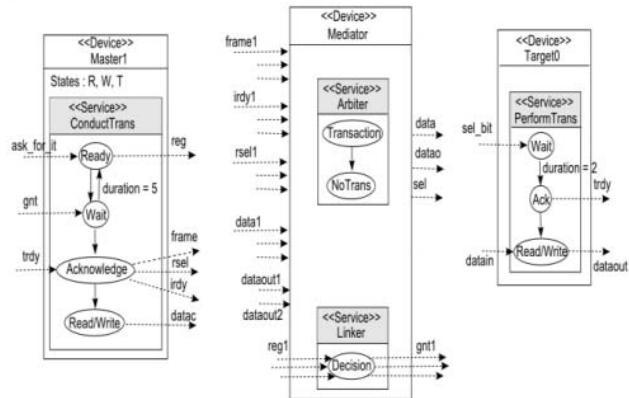 <<Device>>
Master1
States : R, W, T
<<Service>>
ConductTrans
ask_for_it
Ready
reg
duration = 5
gnt
Wait
trdy
Acknowledge
frame
rsel
irdy
Read/Write
datac
<<Device>>
Mediator
frame1
irdy1
rsel1
data1
dataout1
dataout2
<<Service>>
Arbiter
Transaction
NoTrans
data
datao
sel
<<Service>>
Linker
reg1
Decision
gnt1
<<Device>>
Target0
<<Service>>
PerformTrans
sel_bit
Wait
duration = 2
trdy
Ack
datain
Read/Write
dataout